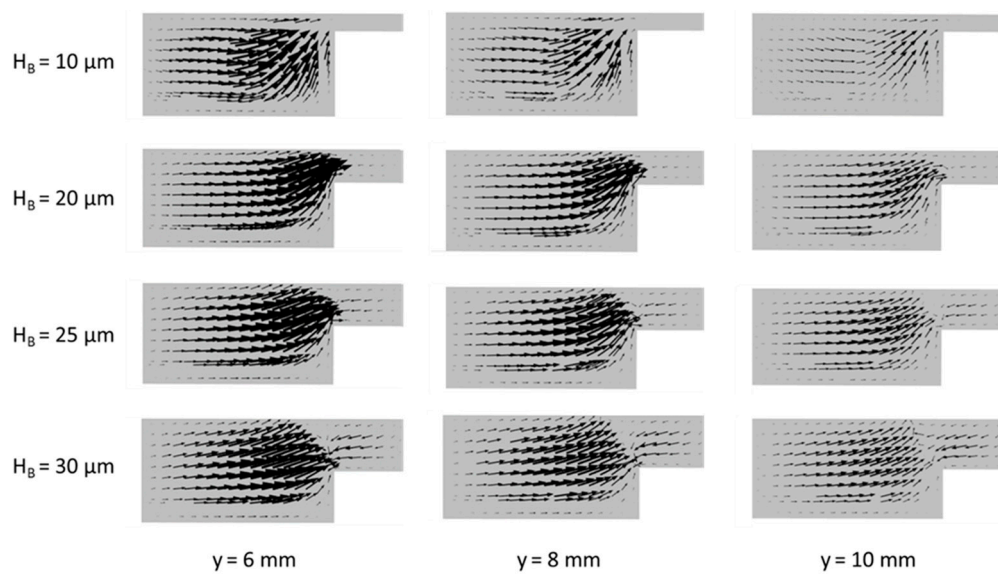 H_B = 10 μm
H_B = 20 μm
H_B = 25 μm
H_B = 30 μm
y = 6 mm y = 8 mm y = 10 mm